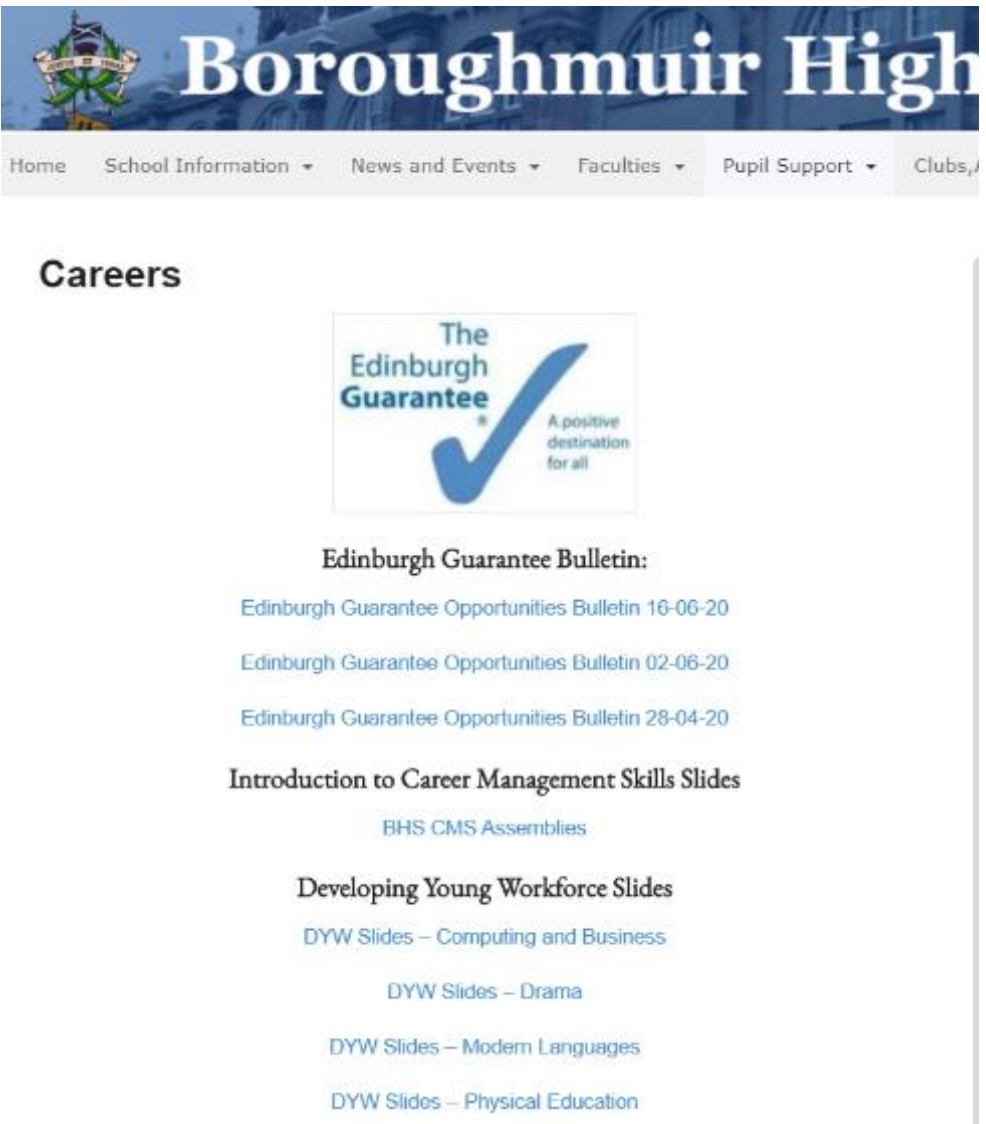 Boroughmuir High
Home School Information News and Events Faculties Pupil Support Clubs,
Careers
The
Edinburgh
Guarantee
®
A positive
destination
for all
Edinburgh Guarantee Bulletin:
Edinburgh Guarantee Opportunities Bulletin 16-06-20
Edinburgh Guarantee Opportunities Bulletin 02-06-20
Edinburgh Guarantee Opportunities Bulletin 28-04-20
Introduction to Career Management Skills Slides
BHS CMS Assemblies
Developing Young Workforce Slides
DYW Slides – Computing and Business
DYW Slides – Drama
DYW Slides – Modern Languages
DYW Slides – Physical Education